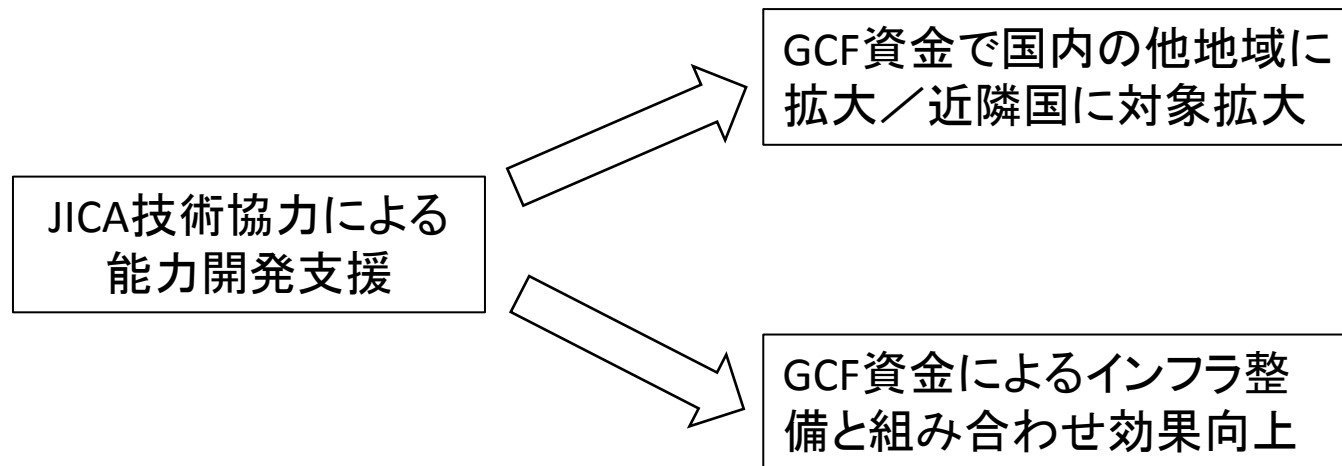 GCF資金で国内の他地域に
拡大／近隣国に対象拡大
JICA技術協力による
能力開発支援
GCF資金によるインフラ整
備と組み合わせ効果向上